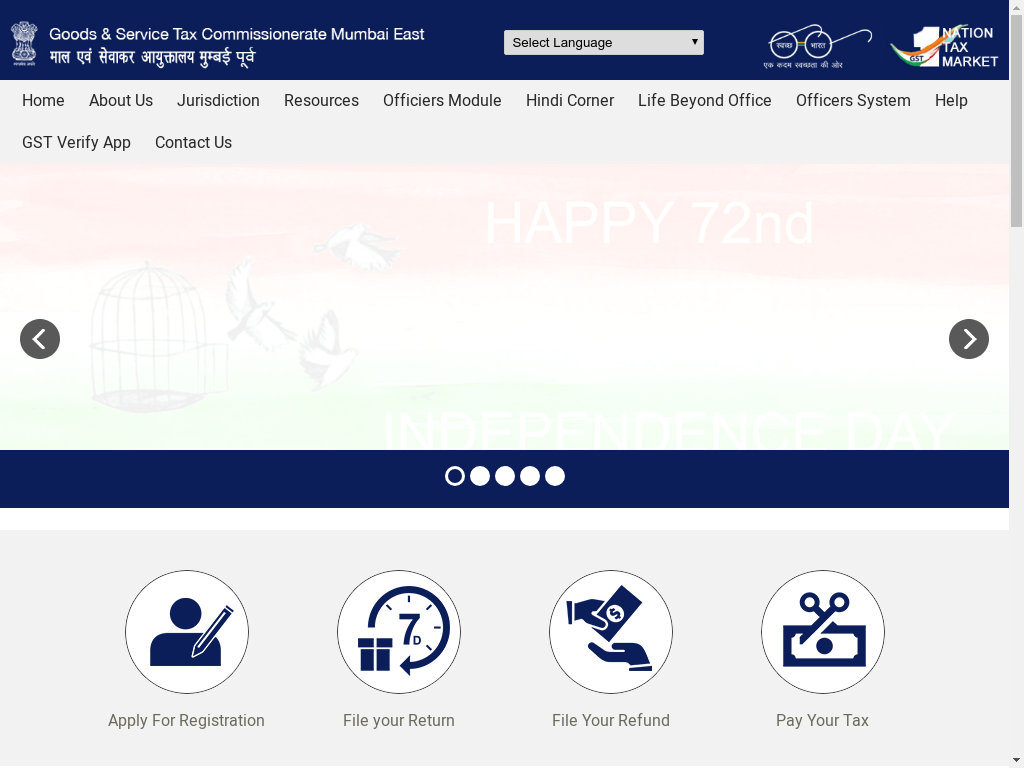 Goods & Service Tax Commissionerate Mumbai East
माल एवं सेवाकर आयुक्तालय मुम्बई पूर्व
Select Language
स्वच्छ भारत
एक कदम स्वच्छता की ओर
GST
1 NATION
TAX
MARKET
Home About Us Jurisdiction Resources Officiers Module Hindi Corner Life Beyond Office Officers System Help
GST Verify App Contact Us
HAPPY 72nd
INDEPENDENCE DAY
7
D
Apply For Registration File your Return File Your Refund Pay Your Tax